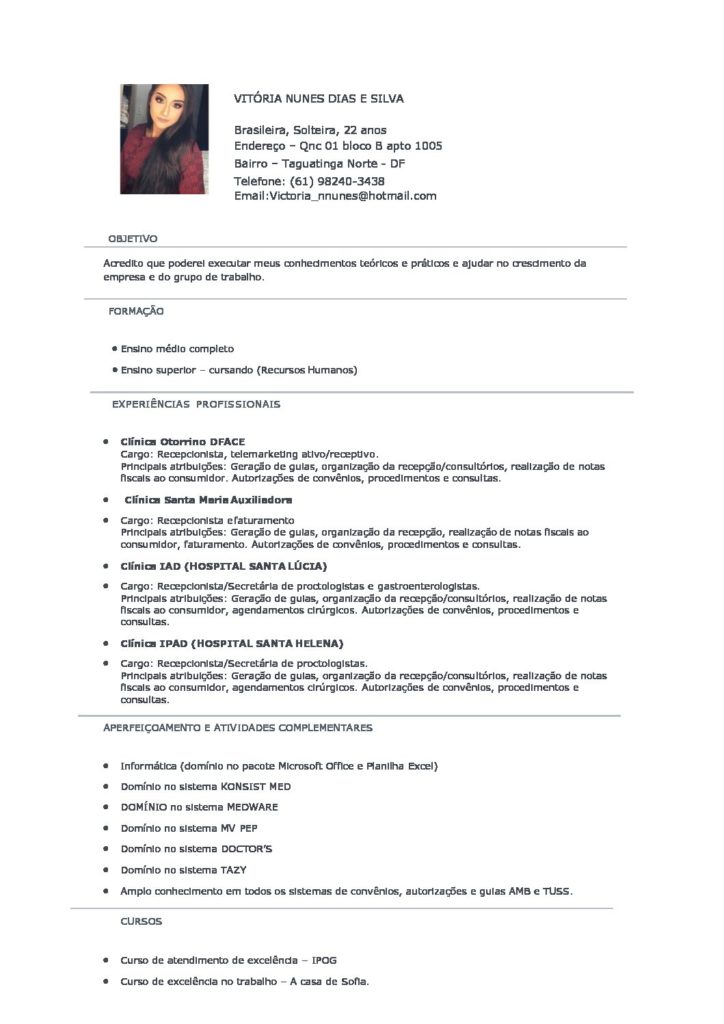 VITÓRIA NUNES DIAS E SILVA
Brasileira, Solteira, 22 anos
Endereço – Qnc 01 bloco B apto 1005
Bairro – Taguatinga Norte - DF
Telefone: (61) 98240-3438
Email:Victoria_nnunes@hotmail.com
OBJETIVO
Acredito que poderei executar meus conhecimentos teóricos e práticos e ajudar no crescimento da
empresa e do grupo de trabalho.
FORMAÇÃO
• Ensino médio completo
• Ensino superior – cursando (Recursos Humanos)
EXPERIÊNCIAS PROFISSIONAIS
• Clínica Otorrino DFACE
Cargo: Recepcionista, telemarketing ativo/receptivo.
Principais atribuições: Geração de guias, organização da recepção/consultórios, realização de notas
fiscais ao consumidor. Autorizações de convênios, procedimentos e consultas.
• Clínica Santa Maria Auxiliadora
• Cargo: Recepcionista e faturamento
Principais atribuições: Geração de guias, organização da recepção, realização de notas fiscais ao
consumidor, faturamento. Autorizações de convênios, procedimentos e consultas.
• Clínica IAD (HOSPITAL SANTA LÚCIA)
• Cargo: Recepcionista/Secretária de proctologistas e gastroenterologistas.
Principais atribuições: Geração de guias, organização da recepção/consultórios, realização de notas
fiscais ao consumidor, agendamentos cirúrgicos. Autorizações de convênios, procedimentos e
consultas.
• Clínica IPAD (HOSPITAL SANTA HELENA)
• Cargo: Recepcionista/Secretária de proctologistas.
Principais atribuições: Geração de guias, organização da recepção/consultórios, realização de notas
fiscais ao consumidor, agendamentos cirúrgicos. Autorizações de convênios, procedimentos e
consultas.
APERFEIÇOAMENTO E ATIVIDADES COMPLEMENTARES
• Informática (domínio no pacote Microsoft Office e Planilha Excel)
• Domínio no sistema KONSIST MED
• DOMÍNIO no sistema MEDWARE
• Domínio no sistema MV PEP
• Domínio no sistema DOCTOR'S
• Domínio no sistema TAZY
• Amplo conhecimento em todos os sistemas de convênios, autorizações e guias AMB e TUSS.
CURSOS
• Curso de atendimento de excelência – IPOG
• Curso de excelência no trabalho – A casa de Sofia.